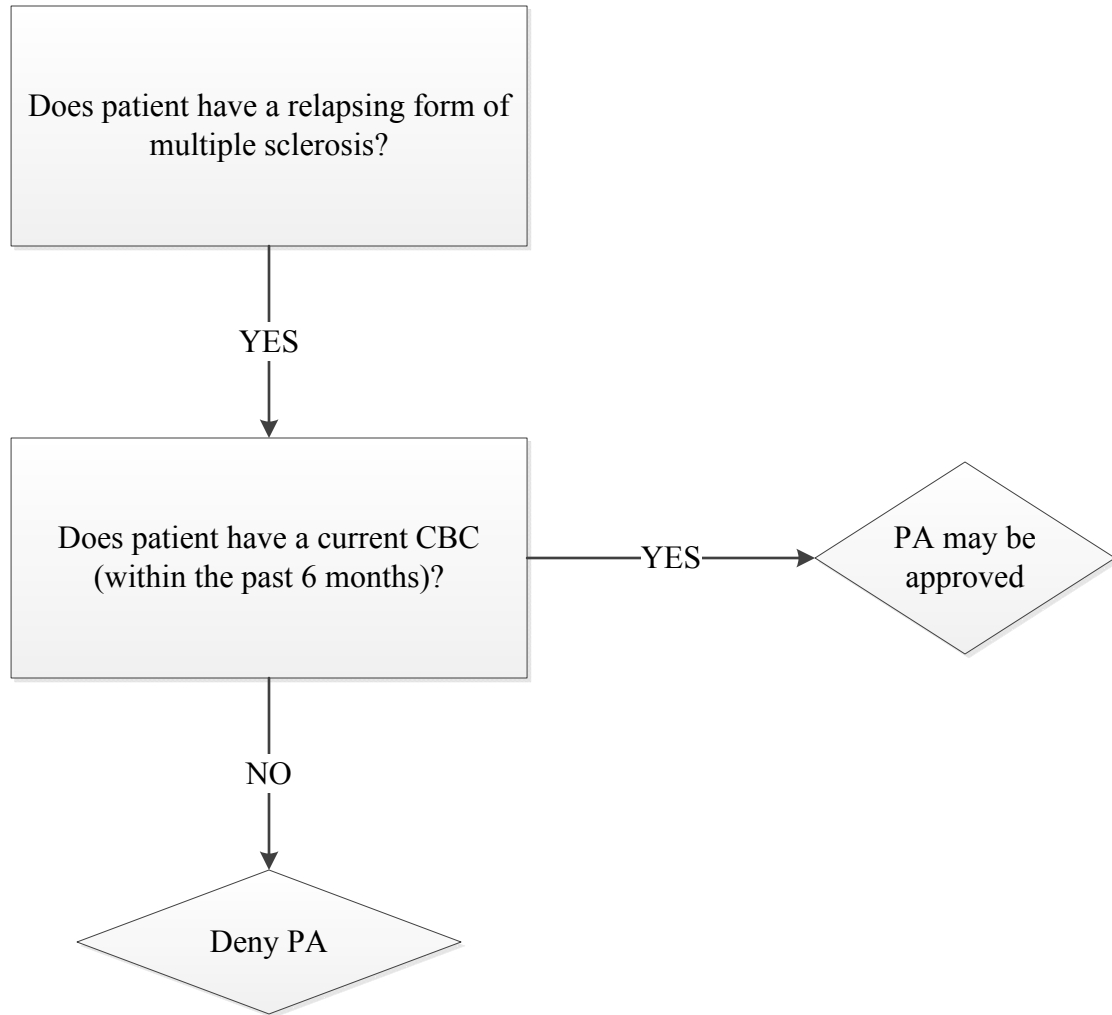 Does patient have a relapsing form of
multiple sclerosis?
YES
Does patient have a current CBC
(within the past 6 months)?
YES
PA may be
approved
NO
Deny PA